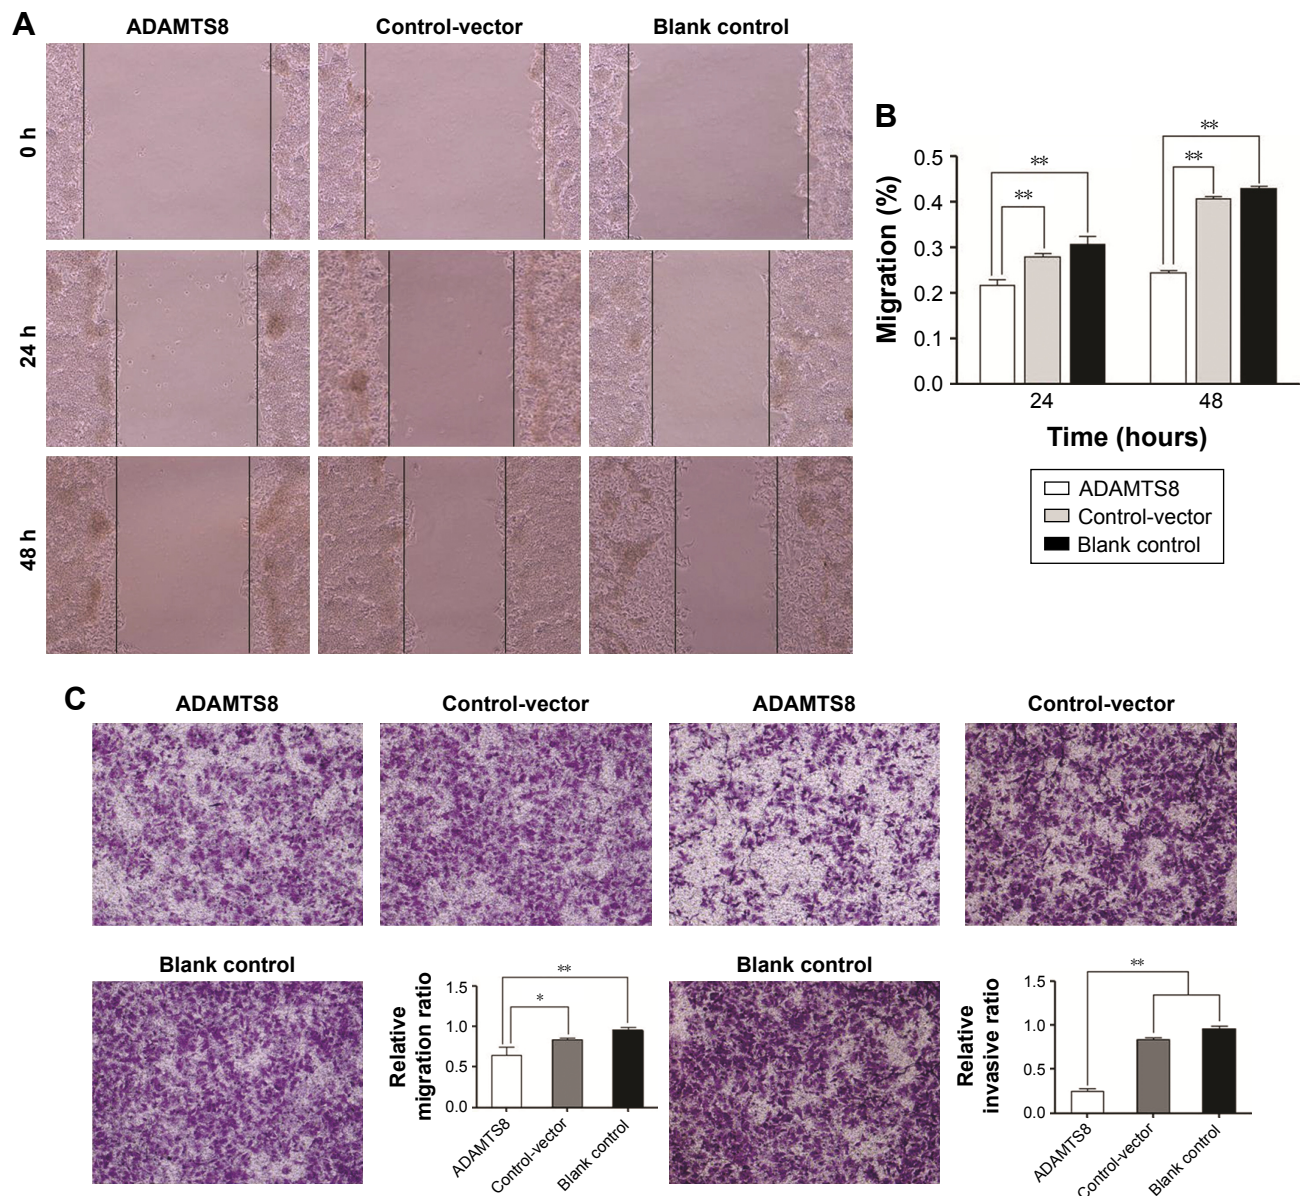 A
ADAMTS8 Control-vector Blank control
0 h
24 h
48 h
B
Migration (%)
0.5
0.4
0.3
0.2
0.1
0.0
** ** ** **
24 48
Time (hours)
ADAMTS8
Control-vector
Blank control
C
ADAMTS8 Control-vector ADAMTS8 Control-vector
Blank control
Relative
migration ratio
1.5
1.0
0.5
0.0
**
*
ADAMTS8
Control-vector
Blank control
Blank control
Relative
invasive ratio
1.5
1.0
0.5
0.0
**
ADAMTS8
Control-vector
Blank control